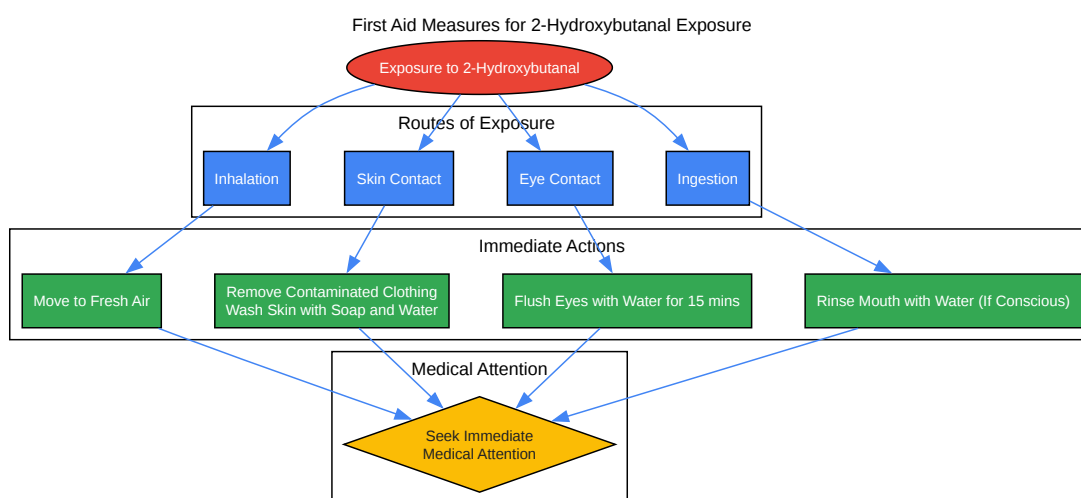 First Aid Measures for 2-Hydroxybutanal Exposure
Exposure to 2-Hydroxybutanal
Routes of Exposure
Inhalation
Skin Contact
Eye Contact
Ingestion
Immediate Actions
Move to Fresh Air
Remove Contaminated Clothing
Wash Skin with Soap and Water
Flush Eyes with Water for 15 mins
Rinse Mouth with Water (If Conscious)
Medical Attention
Seek Immediate
Medical Attention